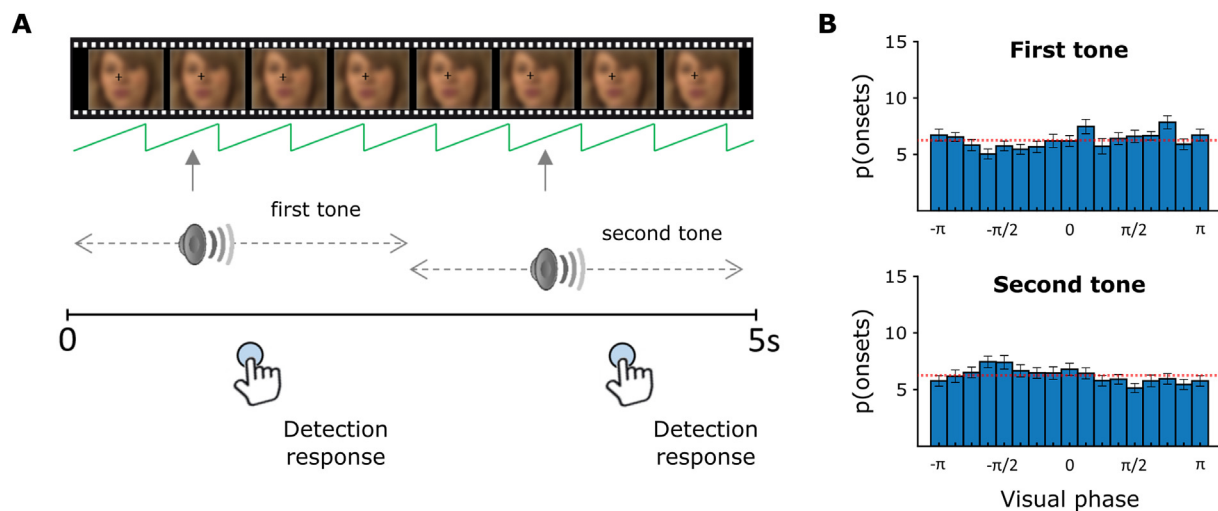 A
first tone
second tone
0
5s
Detection
response
Detection
response
B
First tone
15
10
5
p(onsets)
-π
-π/2
0
π/2
π
Second tone
15
10
5
p(onsets)
-π
-π/2
0
π/2
π
Visual phase